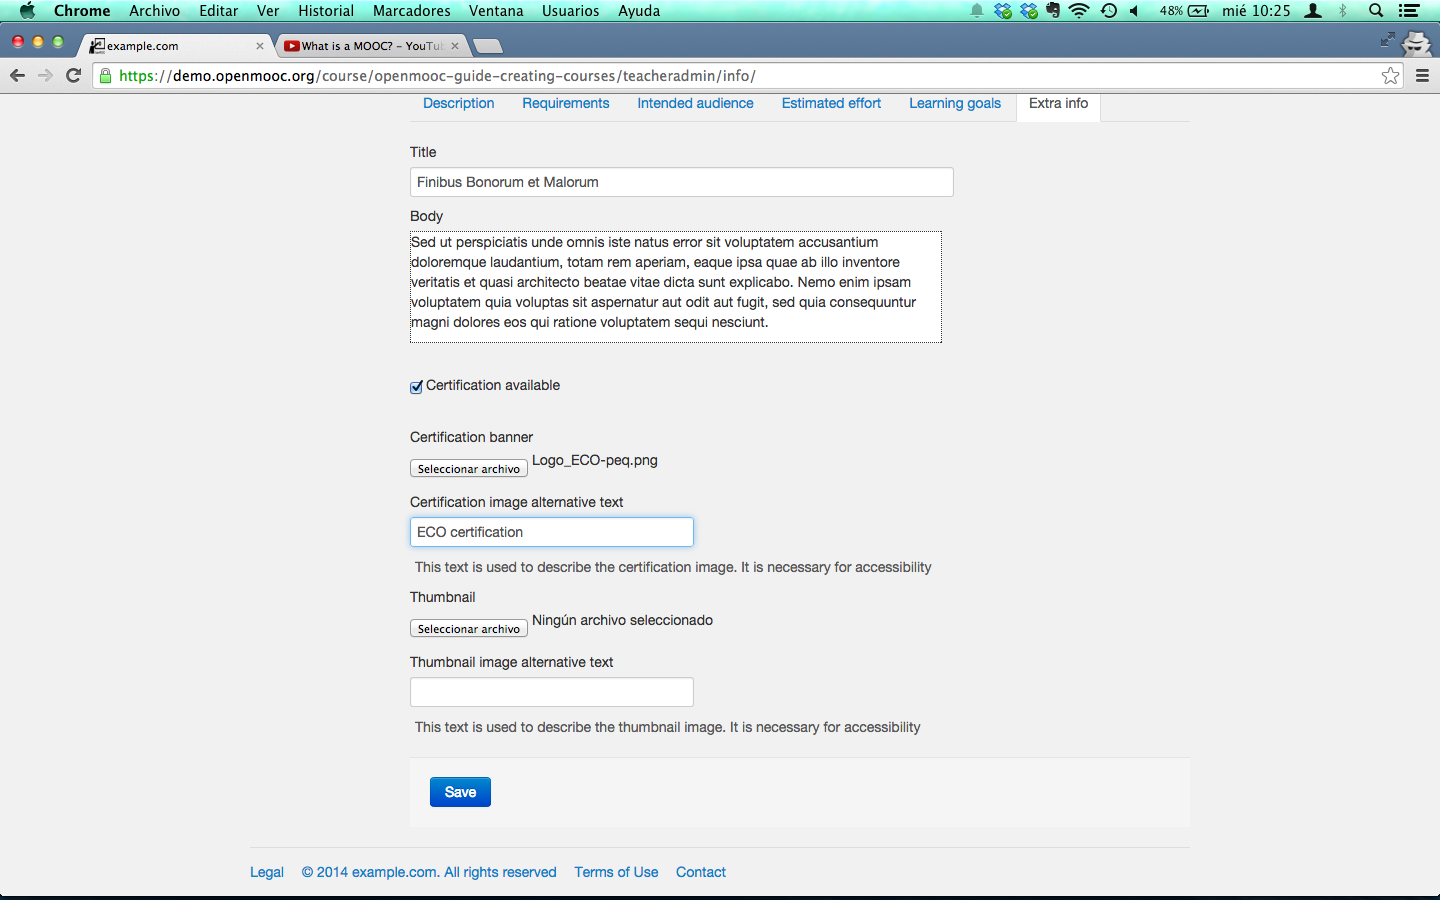 Chrome Archivo Editar Ver Historial Marcadores Ventana Usuarios Ayuda 48% mié 10:25
example.com What is a MOOC? – YouTu
https://demo.openmooc.org/course/openmooc-guide-creating-courses/teacheradmin/info/
Description Requirements Intended audience Estimated effort Learning goals Extra info
Title
Finibus Bonorum et Malorum
Body
Sed ut perspiciatis unde omnis iste natus error sit voluptatem accusantium
doloremque laudantium, totam rem aperiam, eaque ipsa quae ab illo inventore
veritatis et quasi architecto beatae vitae dicta sunt explicabo. Nemo enim ipsam
voluptatem quia voluptas sit aspernatur aut odit aut fugit, sed quia consequuntur
magni dolores eos qui ratione voluptatem sequi nesciunt.
Certification available
Certification banner
Seleccionar archivo Logo_ECO-peq.png
Certification image alternative text
ECO certification
This text is used to describe the certification image. It is necessary for accessibility
Thumbnail
Seleccionar archivo Ningún archivo seleccionado
Thumbnail image alternative text
This text is used to describe the thumbnail image. It is necessary for accessibility
Save
Legal © 2014 example.com. All rights reserved Terms of Use Contact